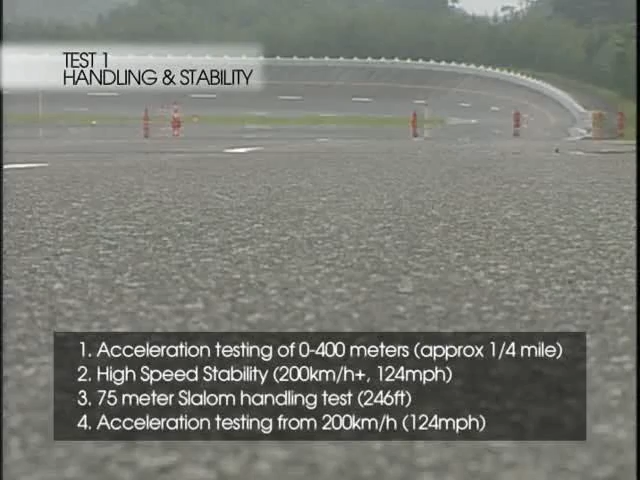 TEST 1
HANDLING & STABILITY
1. Acceleration testing of 0-400 meters (approx 1/4 mile)
2. High Speed Stability (200km/h+, 124mph)
3. 75 meter Slalom handling test (246ft)
4. Acceleration testing from 200km/h (124mph)